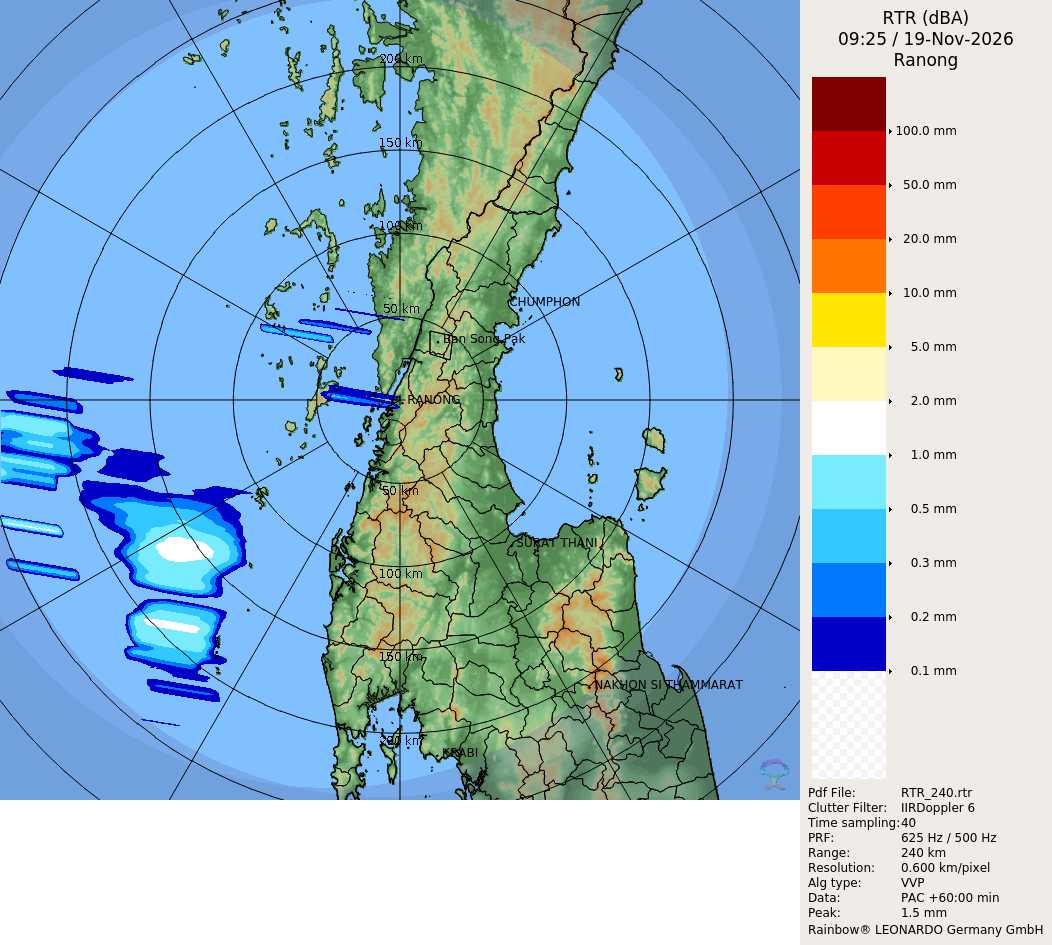 RTR (dBA)
09:25 / 19-Nov-2026
Ranong
100.0 mm
50.0 mm
20.0 mm
10.0 mm
5.0 mm
2.0 mm
1.0 mm
0.5 mm
0.3 mm
0.2 mm
0.1 mm
Pdf File: RTR_240.rtr
Clutter Filter: IIRDoppler 6
Time sampling: 40
PRF: 625 Hz / 500 Hz
Range: 240 km
Resolution: 0.600 km/pixel
Alg type: VVP
Data: PAC +60:00 min
Peak: 1.5 mm
Rainbow® LEONARDO Germany GmbH
200 km
150 km
100 km
50 km
CHUMPHON
Ban Song Pak
RANONG
50 km
SURAT THANI
100 km
150 km
NAKHON SI THAMMARAT
200 km
KRABI